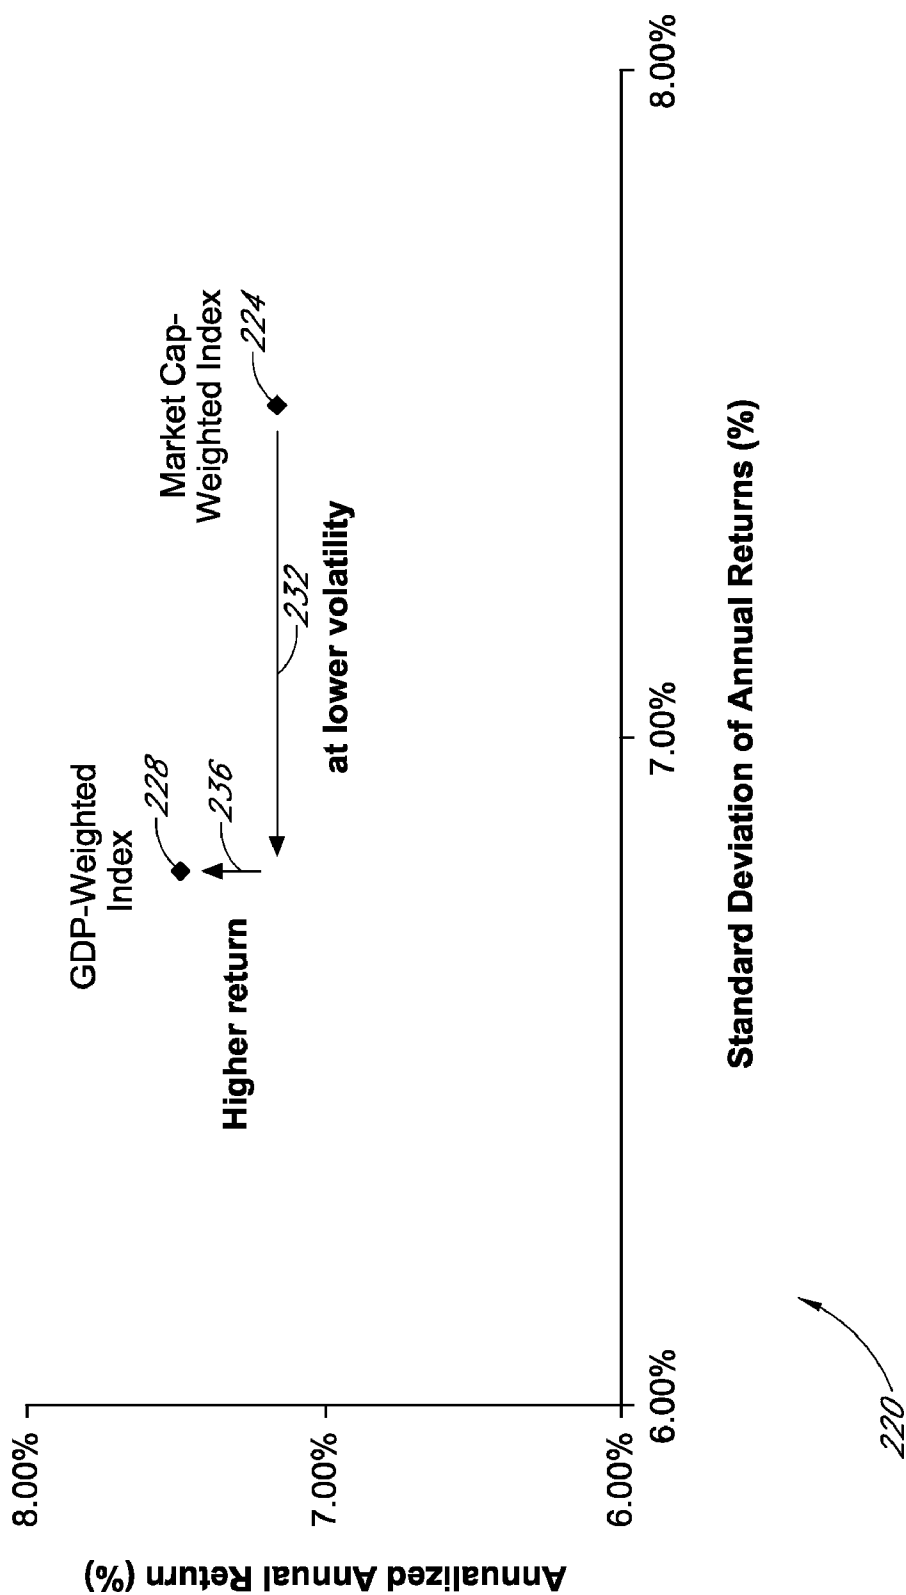 Annualized Annual Return (%)
8.00%
7.00%
6.00%
GDP-Weighted
Index
228
236
Higher return
Market Cap-
Weighted Index
224
232
at lower volatility
6.00%
7.00%
8.00%
Standard Deviation of Annual Returns (%)
220